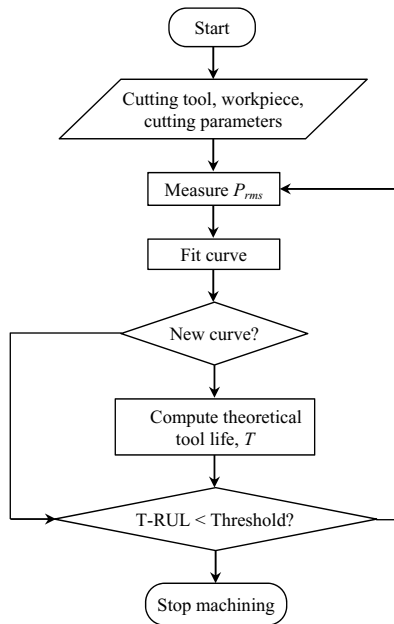 Start
Cutting tool, workpiece,
cutting parameters
Measure P_rms
Fit curve
New curve?
Compute theoretical
tool life, T
T-RUL < Threshold?
Stop machining